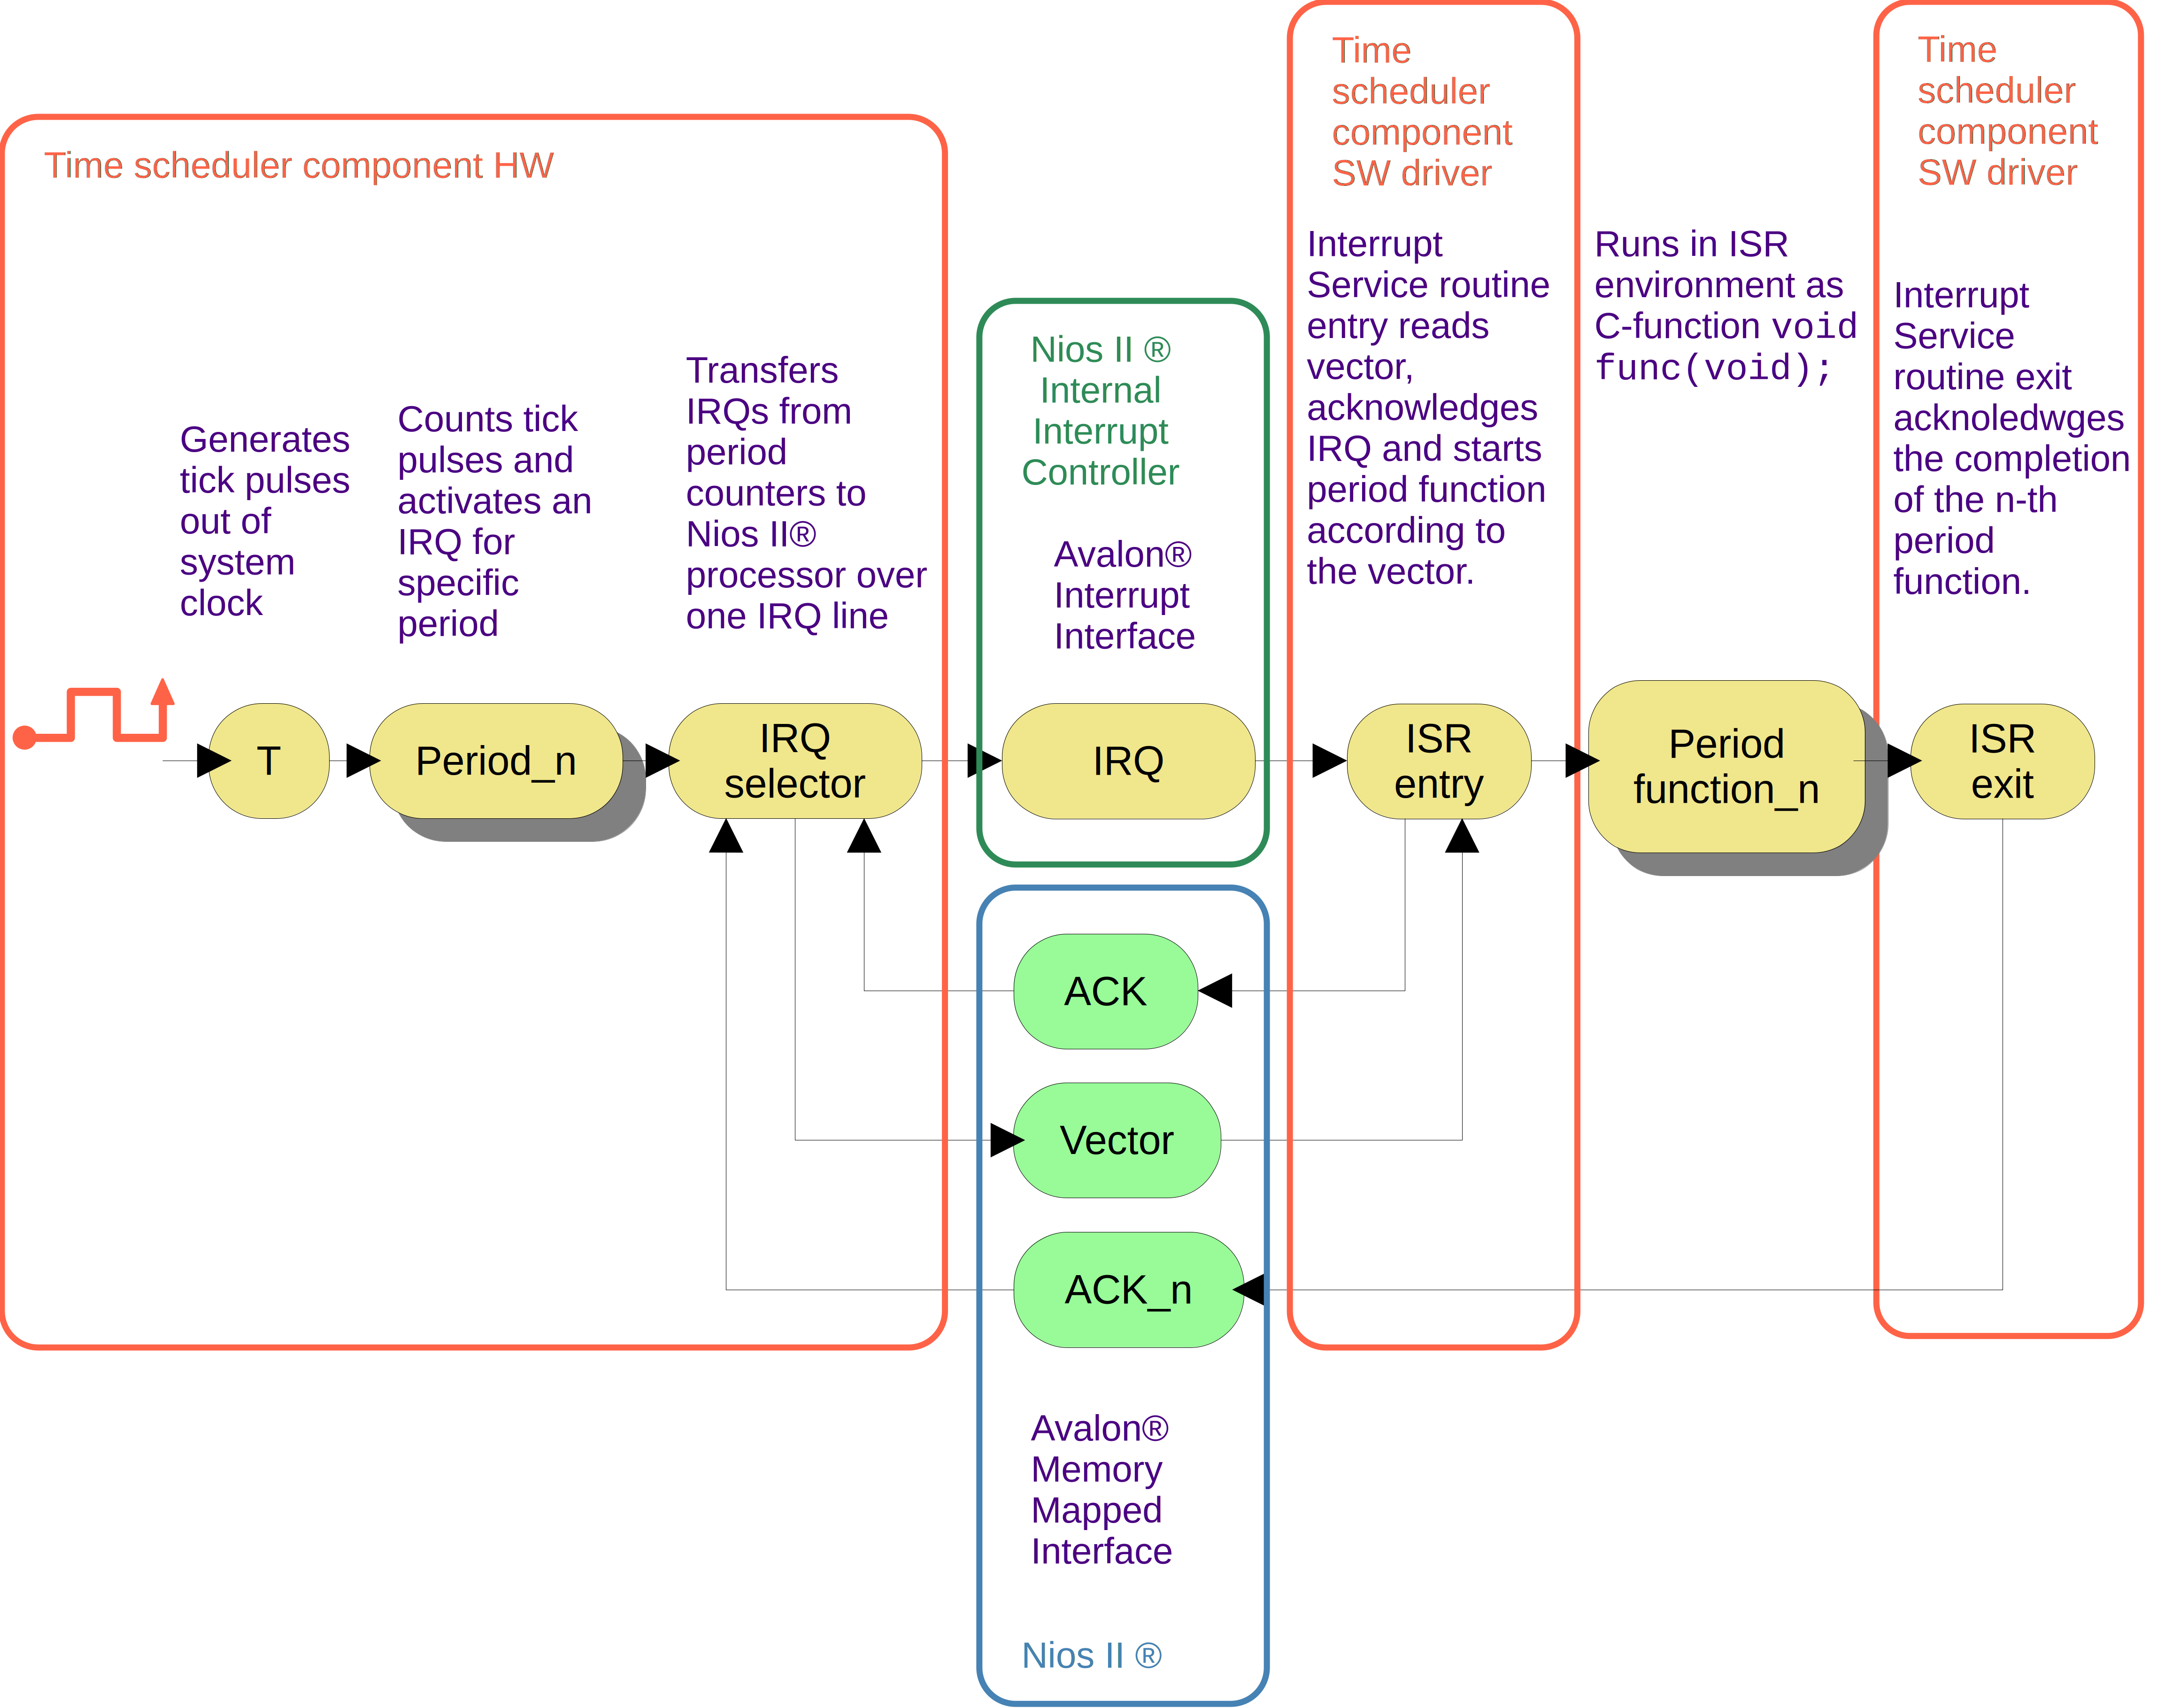 Time scheduler component HW
Generates
tick pulses
out of
system
clock
Counts tick
pulses and
activates an
IRQ for
specific
period
Transfers
IRQs from
period
counters to
Nios II®
processor over
one IRQ line
Nios II ®
Internal
Interrupt
Controller
Avalon®
Interrupt
Interface
Time
scheduler
component
SW driver
Interrupt
Service routine
entry reads
vector,
acknowledges
IRQ and starts
period function
according to
the vector.
Runs in ISR
environment as
C-function void
func(void);
Time
scheduler
component
SW driver
Interrupt
Service
routine exit
acknoledwges
the completion
of the n-th
period
function.
T
Period_n
IRQ
selector
IRQ
ISR
entry
Period
function_n
ISR
exit
ACK
Vector
ACK_n
Avalon®
Memory
Mapped
Interface
Nios II ®